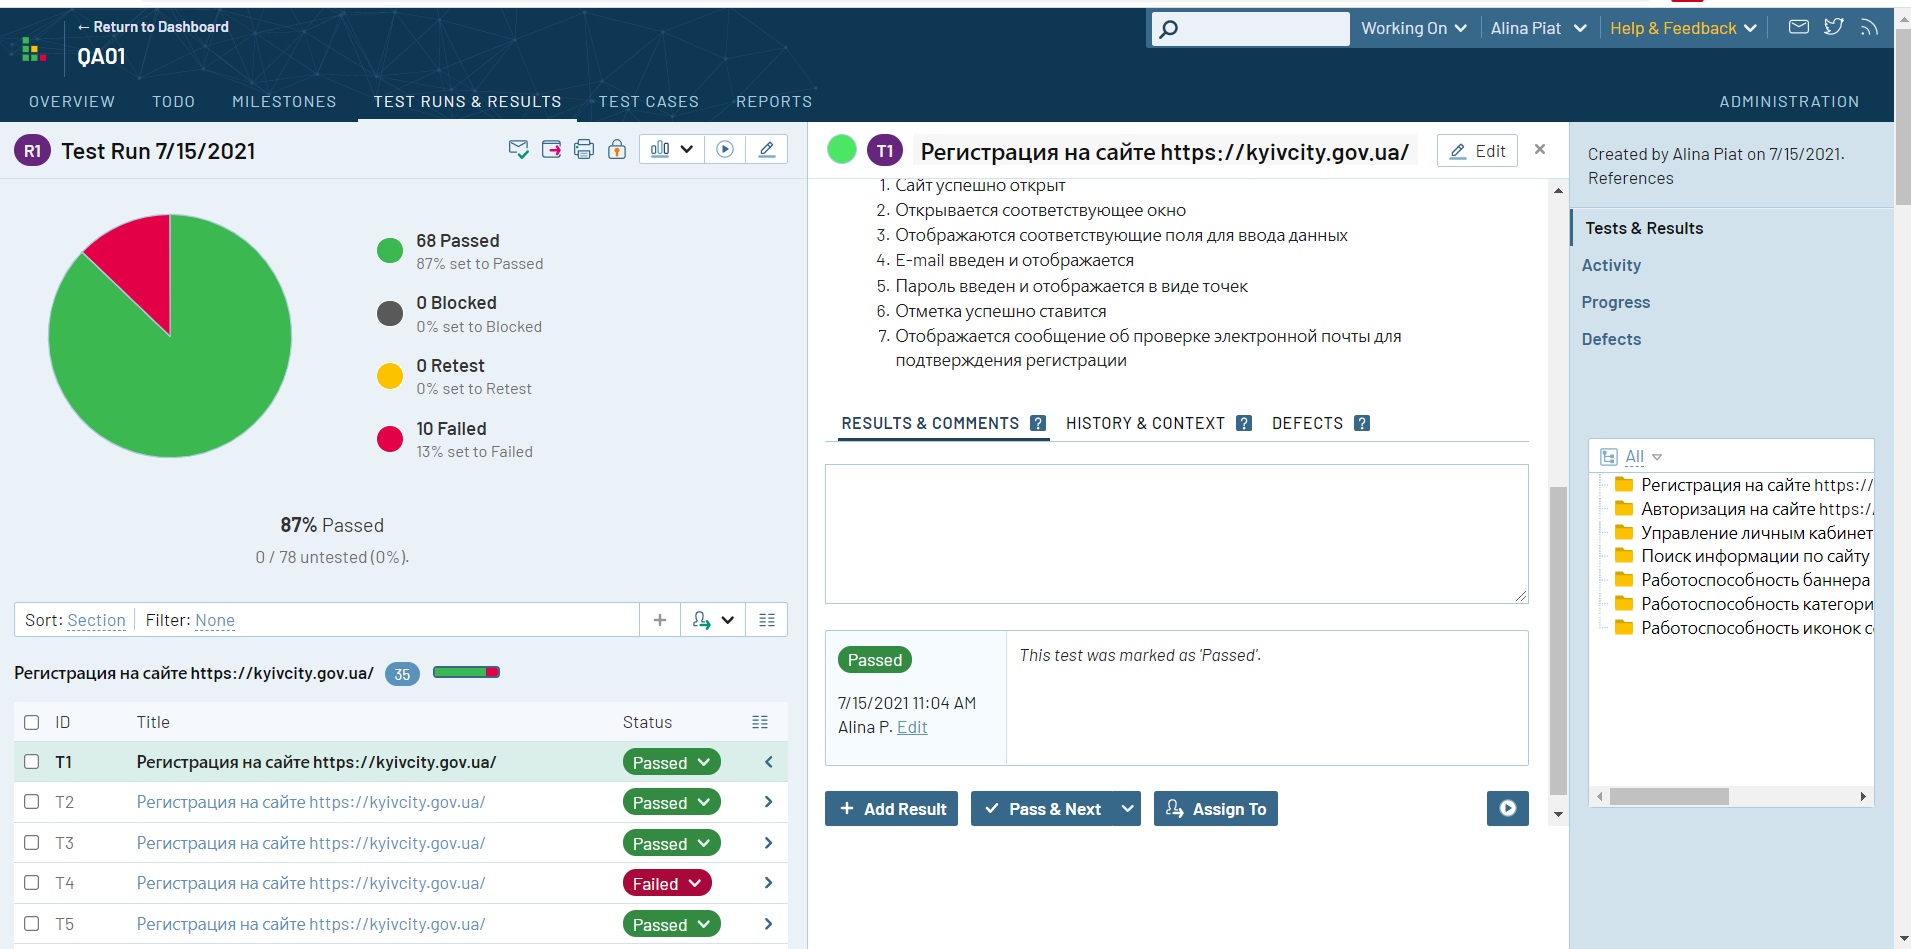 ← Return to Dashboard
QA01
Working On
Alina Piat
Help & Feedback
OVERVIEW
TODO
MILESTONES
TEST RUNS & RESULTS
TEST CASES
REPORTS
ADMINISTRATION
R1
Test Run 7/15/2021
68 Passed
87% set to Passed
0 Blocked
0% set to Blocked
0 Retest
0% set to Retest
10 Failed
13% set to Failed
87% Passed
0 / 78 untested (0%).
Sort: Section
Filter: None
Регистрация на сайте https://kyivcity.gov.ua/ 35
ID Title Status
T1 Регистрация на сайте https://kyivcity.gov.ua/ Passed
T2 Регистрация на сайте https://kyivcity.gov.ua/ Passed
T3 Регистрация на сайте https://kyivcity.gov.ua/ Passed
T4 Регистрация на сайте https://kyivcity.gov.ua/ Failed
T5 Регистрация на сайте https://kyivcity.gov.ua/ Passed
T1
Регистрация на сайте https://kyivcity.gov.ua/
Edit
1. Сайт успешно открыт
2. Открывается соответствующее окно
3. Отображаются соответствующие поля для ввода данных
4. E-mail введен и отображается
5. Пароль введен и отображается в виде точек
6. Отметка успешно ставится
7. Отображается сообщение об проверке электронной почты для
подтверждения регистрации
RESULTS & COMMENTS ?
HISTORY & CONTEXT ?
DEFECTS ?
Passed
7/15/2021 11:04 AM
Alina P. Edit
This test was marked as 'Passed'.
+ Add Result
Pass & Next
Assign To
Created by Alina Piat on 7/15/2021.
References
Tests & Results
Activity
Progress
Defects
All
Регистрация на сайте https://
Авторизация на сайте https:/
Управление личным кабинет
Поиск информации по сайту
Работоспособность баннера
Работоспособность категори
Работоспособность иконок с